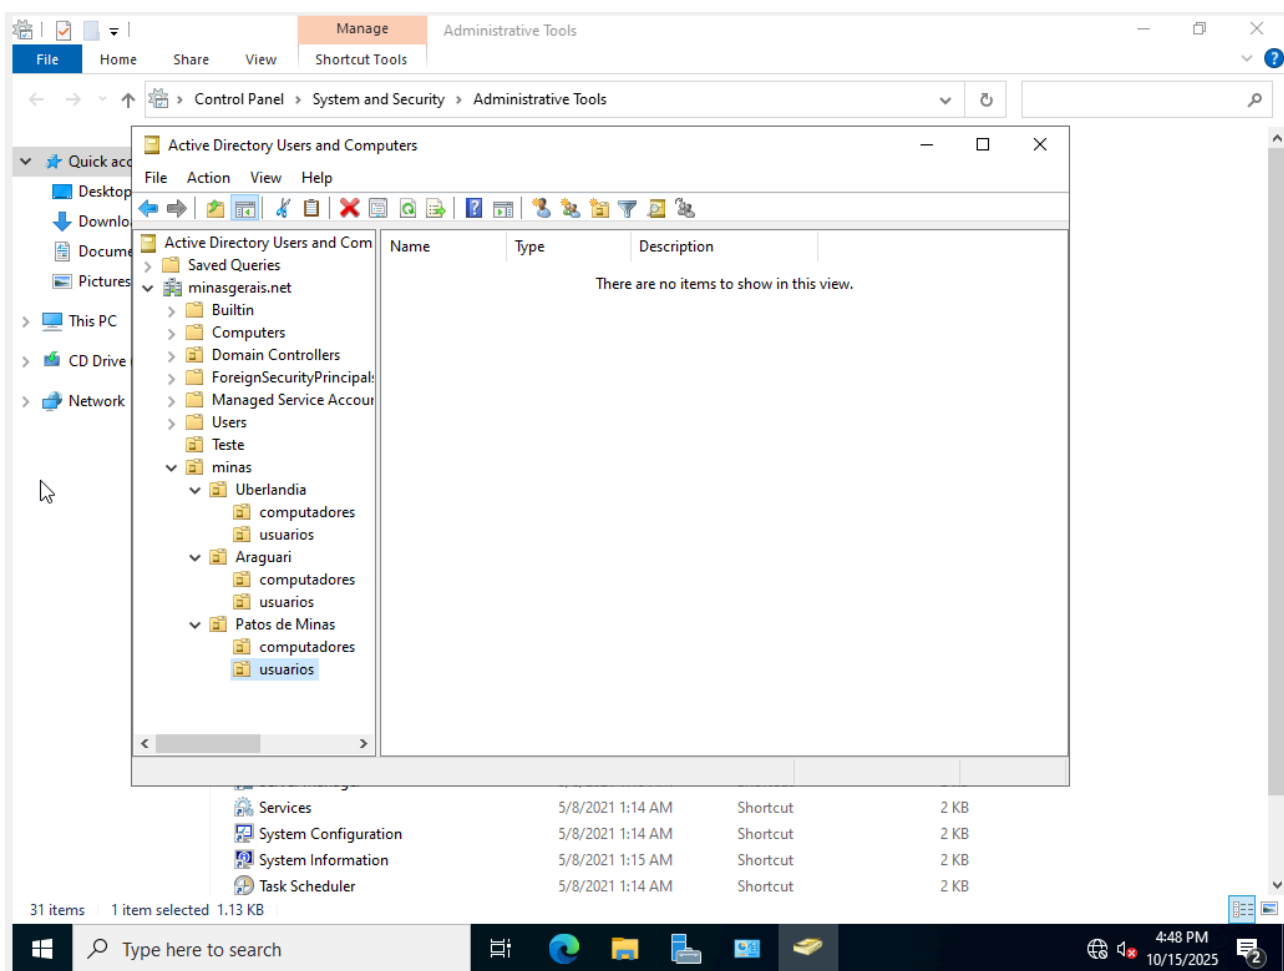 Manage
Administrative Tools
File
Home
Share
View
Shortcut Tools
Control Panel > System and Security > Administrative Tools
Quick acc
Desktop
Downlo
Docume
Pictures
This PC
CD Drive
Network
Active Directory Users and Computers
File Action View Help
Active Directory Users and Com
Saved Queries
minasgerais.net
Builtin
Computers
Domain Controllers
ForeignSecurityPrincipals
Managed Service Accour
Users
Teste
minas
Uberlandia
computadores
usuarios
Araguari
computadores
usuarios
Patos de Minas
computadores
usuarios
Name Type Description
There are no items to show in this view.
Services 5/8/2021 1:14 AM Shortcut 2 KB
System Configuration 5/8/2021 1:14 AM Shortcut 2 KB
System Information 5/8/2021 1:15 AM Shortcut 2 KB
Task Scheduler 5/8/2021 1:14 AM Shortcut 2 KB
31 items 1 item selected 1.13 KB
Type here to search
4:48 PM
10/15/2025
2